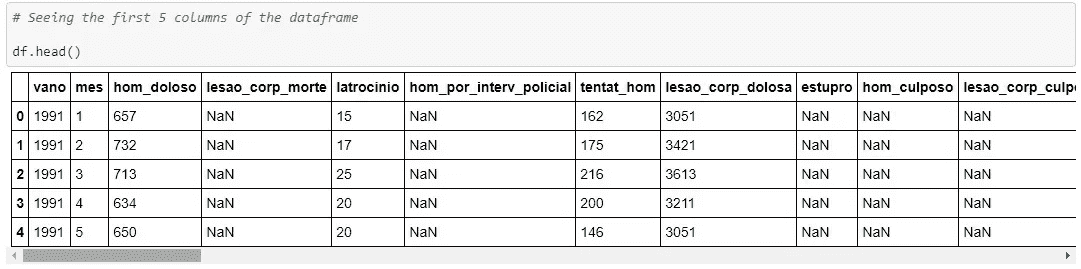 # Seeing the first 5 columns of the dataframe
df.head()
vano mes hom_doloso lesao_corp_morte latrocinio hom_por_interv_policial tentat_hom lesao_corp_dolosa estupro hom_culposo lesao_corp_culp
0 1991 1 657 NaN 15 NaN 162 3051 NaN NaN NaN
1 1991 2 732 NaN 17 NaN 175 3421 NaN NaN NaN
2 1991 3 713 NaN 25 NaN 216 3613 NaN NaN NaN
3 1991 4 634 NaN 20 NaN 200 3211 NaN NaN NaN
4 1991 5 650 NaN 20 NaN 146 3051 NaN NaN NaN